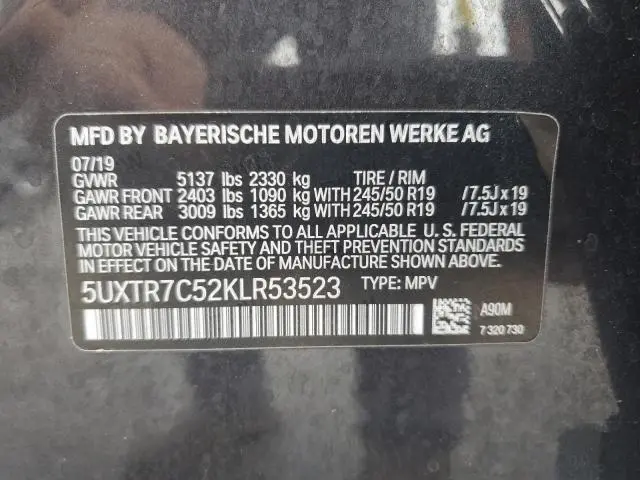 MFD BY BAYERISCHE MOTOREN WERKE AG
07/19
GVWR 5137 lbs 2330 kg TIRE / RIM
GAWR FRONT 2403 lbs 1090 kg WITH 245/50 R19 /7.5J x 19
GAWR REAR 3009 lbs 1365 kg WITH 245/50 R19 /7.5J x 19
THIS VEHICLE CONFORMS TO ALL APPLICABLE U. S. FEDERAL
MOTOR VEHICLE SAFETY AND THEFT PREVENTION STANDARDS
IN EFFECT ON THE DATE OF MANUFACTURE SHOWN ABOVE.
5UXTR7C52KLR53523 TYPE: MPV
A90M
7 320 730